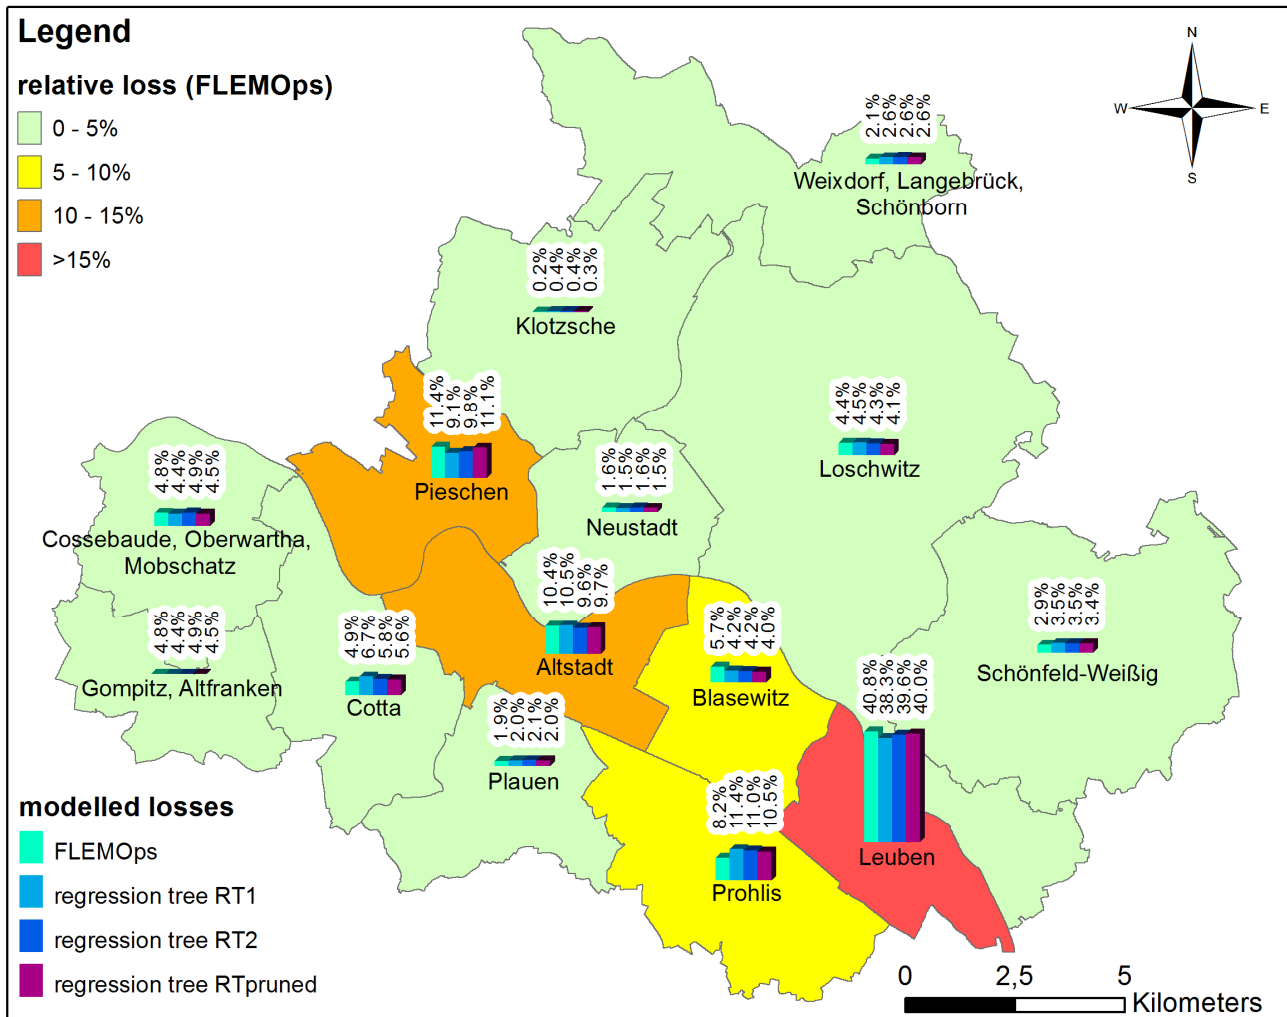 Legend
relative loss (FLEMOps)
0 - 5%
5 - 10%
10 - 15%
>15%
N
W
E
S
2.1%
2.6%
2.6%
2.6%
Weixdorf, Langebrück,
Schönborn
0.2%
0.4%
0.4%
0.3%
Klotzsche
11.4%
9.1%
9.8%
11.1%
Pieschen
4.4%
4.5%
4.3%
4.1%
Loschwitz
4.8%
4.4%
4.9%
4.5%
Cossebaude, Oberwartha,
Mobschatz
1.6%
1.5%
1.6%
1.5%
Neustadt
10.4%
10.5%
9.6%
9.7%
Altstadt
2.9%
3.5%
3.5%
3.4%
Schönfeld-Weißig
4.8%
4.4%
4.9%
4.5%
Gompitz, Altfranken
4.9%
6.7%
5.8%
5.6%
Cotta
5.7%
4.2%
4.2%
4.0%
Blasewitz
40.8%
38.3%
39.6%
40.0%
Leuben
1.9%
2.0%
2.1%
2.0%
Plauen
8.2%
11.4%
11.0%
10.5%
Prohlis
modelled losses
FLEMOps
regression tree RT1
regression tree RT2
regression tree RTpruned
0 2,5 5
Kilometers